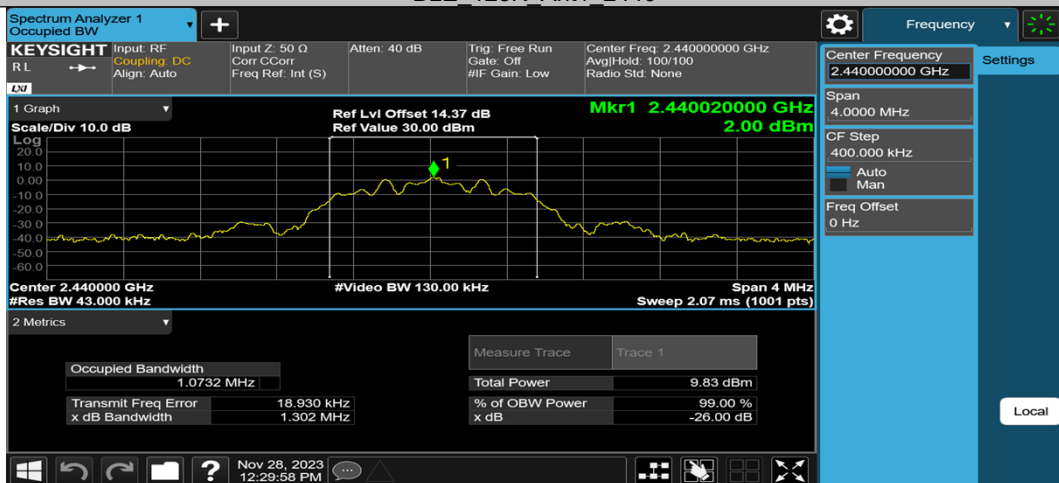 Spectrum Analyzer 1
Occupied BW
Frequency
KEYSIGHT
RL
LXI
Input: RF
Coupling: DC
Align: Auto
Input Z: 50 Ω
Corr CCorr
Freq Ref: Int (S)
Atten: 40 dB
Trig: Free Run
Gate: Off
#IF Gain: Low
Center Freq: 2.440000000 GHz
Avg|Hold: 100/100
Radio Std: None
Center Frequency
2.440000000 GHz
Settings
Span
4.0000 MHz
CF Step
400.000 kHz
Auto
Man
Freq Offset
0 Hz
Local
1 Graph
Scale/Div 10.0 dB
Log
Ref Lvl Offset 14.37 dB
Ref Value 30.00 dBm
Mkr1 2.440020000 GHz
2.00 dBm
20.0
10.0
0.00
-10.0
-20.0
-30.0
-40.0
-50.0
-60.0
1
Center 2.440000 GHz
#Video BW 130.00 kHz
Span 4 MHz
#Res BW 43.000 kHz
Sweep 2.07 ms (1001 pts)
2 Metrics
Measure Trace
Trace 1
Occupied Bandwidth
1.0732 MHz
Total Power
9.83 dBm
Transmit Freq Error
18.930 kHz
% of OBW Power
99.00 %
x dB Bandwidth
1.302 MHz
x dB
-26.00 dB
?
Nov 28, 2023
12:29:58 PM